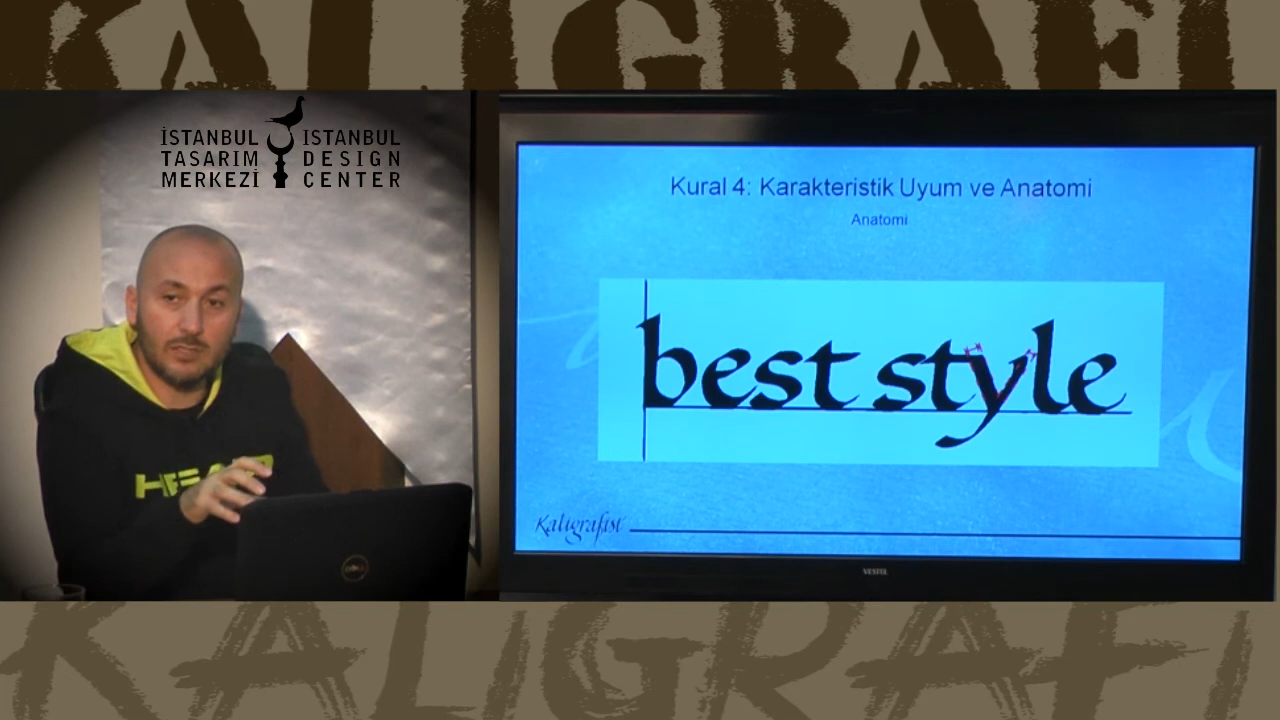 KALIGRAFI
İSTANBUL
TASARIM
MERKEZİ
ISTANBUL
DESIGN
CENTER
Kural 4: Karakteristik Uyum ve Anatomi
Anatomi
best style
HEAD
Kaligrafist
DELL
VESTEL
KALIGRAFI